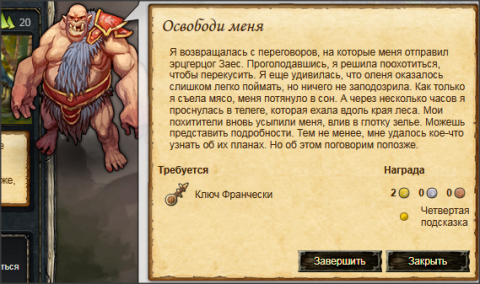 20
Освободи меня
Я возвращалась с переговоров, на которые меня отправил
эрцгерцог Заес. Проголодавшись, я решила поохотиться,
чтобы перекусить. Я еще удивилась, что оленя оказалось
слишком легко поймать, но ничего не заподозрила. Как только
я съела мясо, меня потянуло в сон. А через несколько часов я
проснулась в телеге, которая ехала вдоль края леса. Мои
похитители вновь усыпили меня, влив в глотку зелье. Можешь
представить подробности. Тем не менее, мне удалось кое-что
узнать об их планах. Но об этом поговорим попозже.
Требуется
Награда
Ключ Франчески
2 0 0
Четвертая
подсказка
Завершить
Закрыть
е
же,
ться